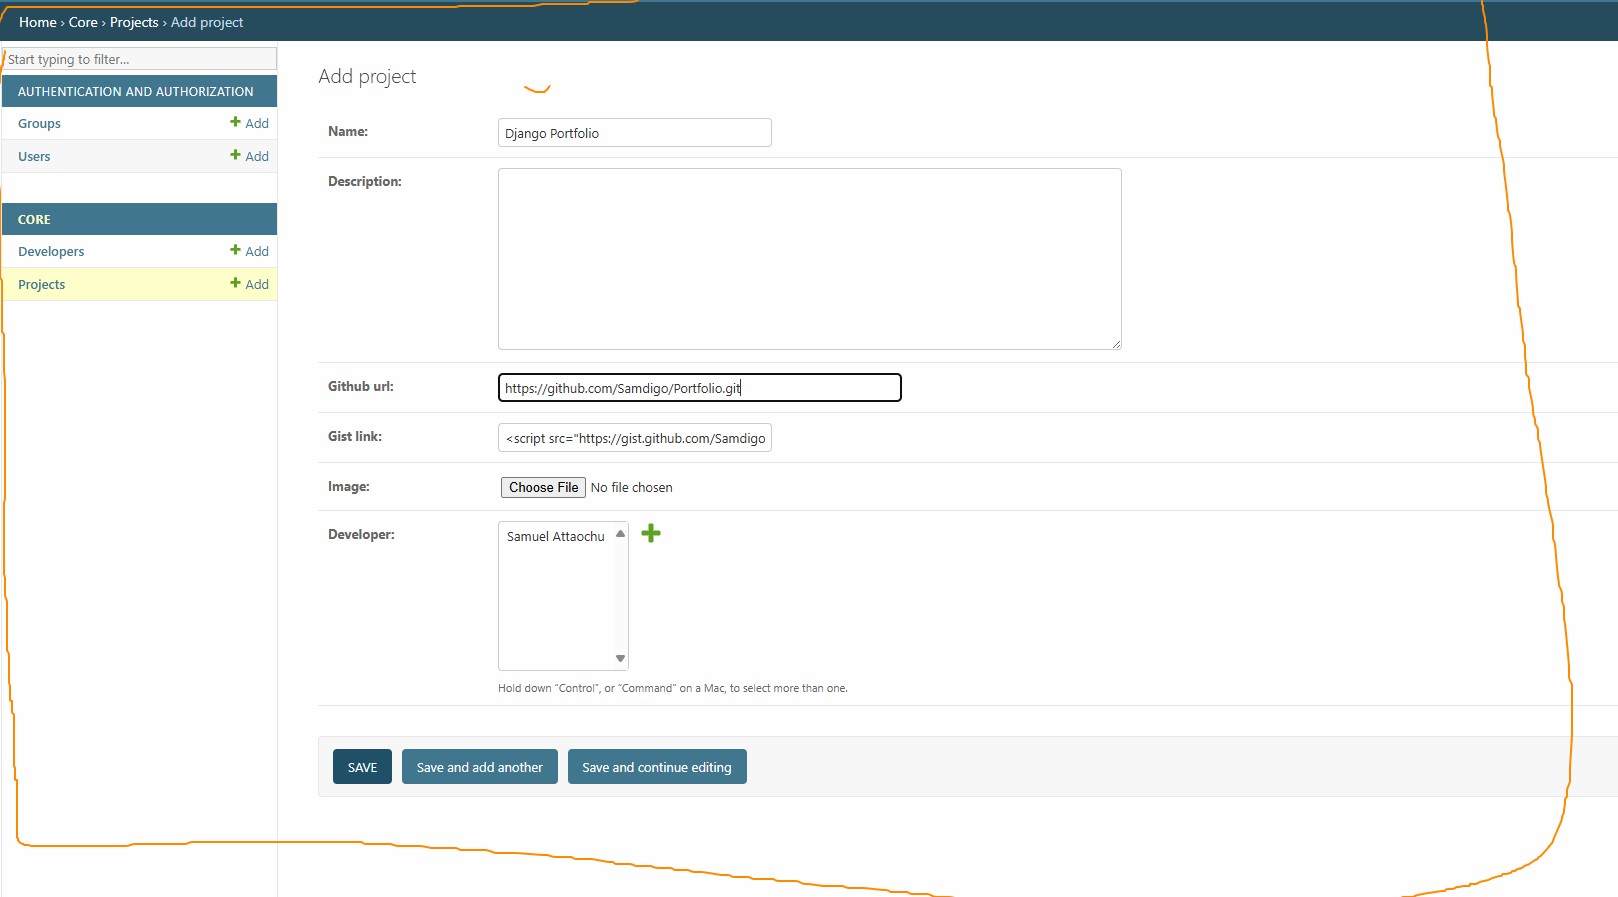 Home › Core › Projects › Add project
Start typing to filter...
AUTHENTICATION AND AUTHORIZATION
Groups Add
Users Add
CORE
Developers Add
Projects Add
Add project
Name: Django Portfolio
Description:
Github url: https://github.com/Samdigo/Portfolio.git
Gist link: <script src="https://gist.github.com/Samdigo
Image: Choose File No file chosen
Developer: Samuel Attaochu
Hold down “Control”, or “Command” on a Mac, to select more than one.
SAVE Save and add another Save and continue editing